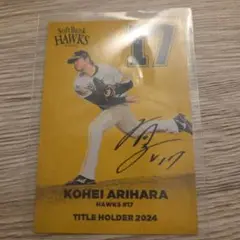 SoftBank
HAWKS
17
KOHEI ARIHARA
HAWKS #17
TITLE HOLDER 2024